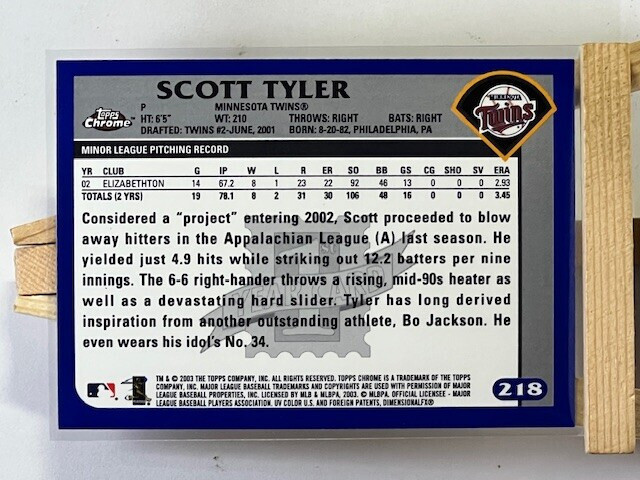 SCOTT TYLER
Topps Chrome
P MINNESOTA TWINS®
HT: 6'5" WT: 210 THROWS: RIGHT BATS: RIGHT
DRAFTED: TWINS #2-JUNE, 2001 BORN: 8-20-82, PHILADELPHIA, PA
Twins
MINOR LEAGUE PITCHING RECORD
YR CLUB G IP W L R ER SO BB GS CG SHO SV ERA
02 ELIZABETHTON 14 67.2 8 1 23 22 92 46 13 0 0 0 2.93
TOTALS (2 YRS) 19 78.1 8 2 31 30 106 48 16 0 0 0 3.45
Considered a "project" entering 2002, Scott proceeded to blow
away hitters in the Appalachian League (A) last season. He
yielded just 4.9 hits while striking out 12.2 batters per nine
innings. The 6-6 right-hander throws a rising, mid-90s heater as
well as a devastating hard slider. Tyler has long derived
inspiration from another outstanding athlete, Bo Jackson. He
even wears his idol's No. 34.
1ST
YEAR CARD
TM & © 2003 THE TOPPS COMPANY, INC. ALL RIGHTS RESERVED. TOPPS CHROME IS A TRADEMARK OF THE TOPPS
COMPANY, INC. MAJOR LEAGUE BASEBALL TRADEMARKS AND COPYRIGHTS ARE USED WITH PERMISSION OF MAJOR
LEAGUE BASEBALL PROPERTIES, INC. LICENSED BY MLB & MLBPA, 2003. © MLBPA. OFFICIAL LICENSEE - MAJOR
LEAGUE BASEBALL PLAYERS ASSOCIATION. UV COLOR U.S. AND FOREIGN PATENTS, DIMENSIONALFX®
218